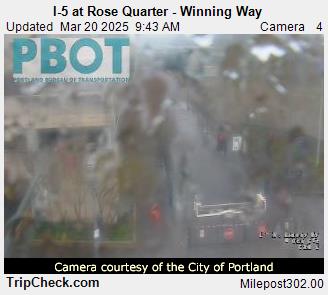 I-5 at Rose Quarter - Winning Way
Updated Mar 20 2025 9:43 AM Camera 4
PBOT
PORTLAND BUREAU OF TRANSPORTATION
Camera courtesy of the City of Portland
TripCheck.com Milepost302.00